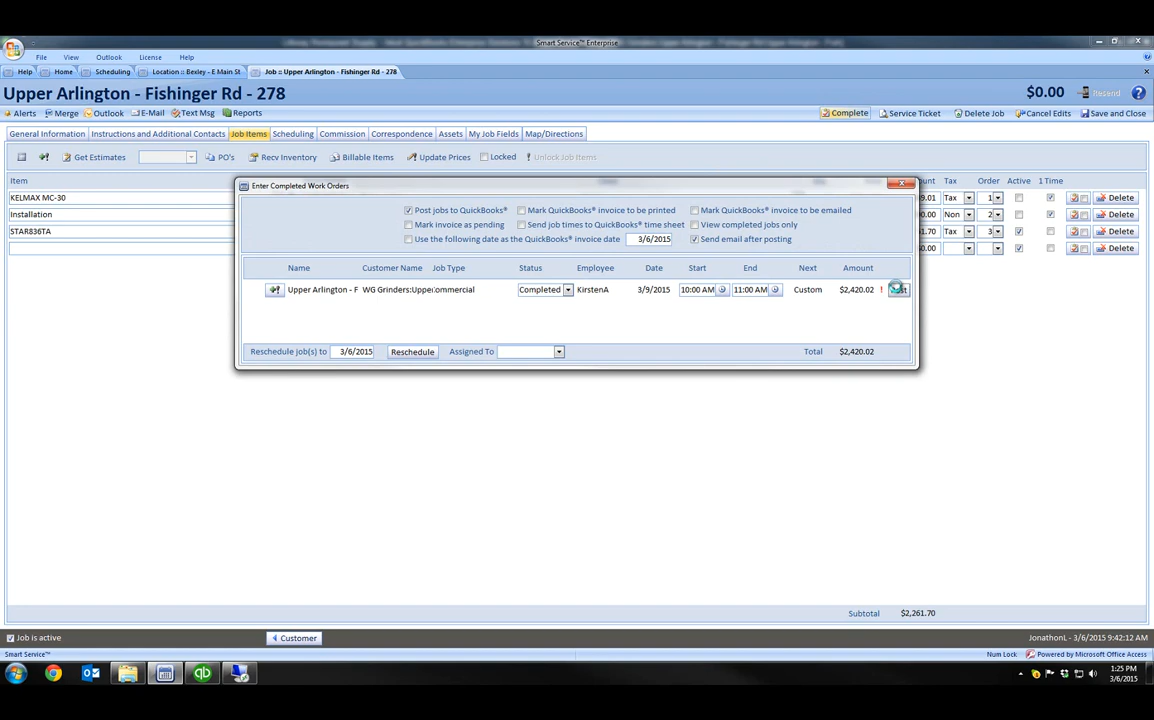 Smart Service™ Enterprise
File View Outlook License Help
Help Home Scheduling Location :: Bexley - E Main St Job :: Upper Arlington - Fishinger Rd - 278
Upper Arlington - Fishinger Rd - 278 $0.00 Resend
Alerts Merge Outlook E-Mail Text Msg Reports Complete Service Ticket Delete Job Cancel Edits Save and Close
General Information Instructions and Additional Contacts Job Items Scheduling Commission Correspondence Assets My Job Fields Map/Directions
Get Estimates PO's Recv Inventory Billable Items Update Prices Locked Unlock Job Items
Item Tax Order Active 1 Time
KELMAX MC-30 Tax 1 Delete
Installation Non 2 Delete
STAR836TA Tax 3 Delete
Delete
Enter Completed Work Orders
Post jobs to QuickBooks® Mark QuickBooks® invoice to be printed Mark QuickBooks® invoice to be emailed
Mark invoice as pending Send job times to QuickBooks® time sheet View completed jobs only
Use the following date as the QuickBooks® invoice date 3/6/2015 Send email after posting
Name Customer Name Job Type Status Employee Date Start End Next Amount
Upper Arlington - F WG Grinders:Upper Commercial Completed KirstenA 3/9/2015 10:00 AM 11:00 AM Custom $2,420.02 !
Reschedule job(s) to 3/6/2015 Reschedule Assigned To Total $2,420.02
Subtotal $2,261.70
Job is active Customer JonathonL - 3/6/2015 9:42:12 AM
Smart Service™ Num Lock Powered by Microsoft Office Access
1:25 PM
3/6/2015